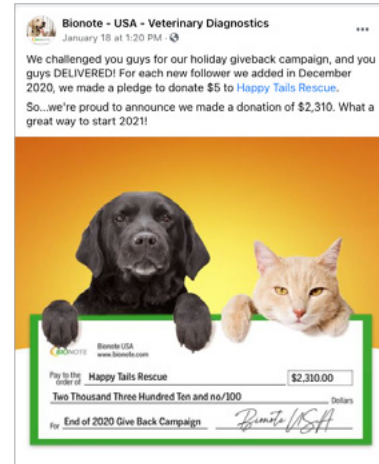 Bionote - USA - Veterinary Diagnostics
January 18 at 1:20 PM ·
We challenged you guys for our holiday giveback campaign, and you
guys DELIVERED! For each new follower we added in December
2020, we made a pledge to donate $5 to Happy Tails Rescue.
So...we're proud to announce we made a donation of $2,310. What a
great way to start 2021!
BIONOTE
Bionote USA
www.bionote.com
Pay to the
order of Happy Tails Rescue $2,310.00
Two Thousand Three Hundred Ten and no/100 Dollars
For End of 2020 Give Back Campaign Bionote USA